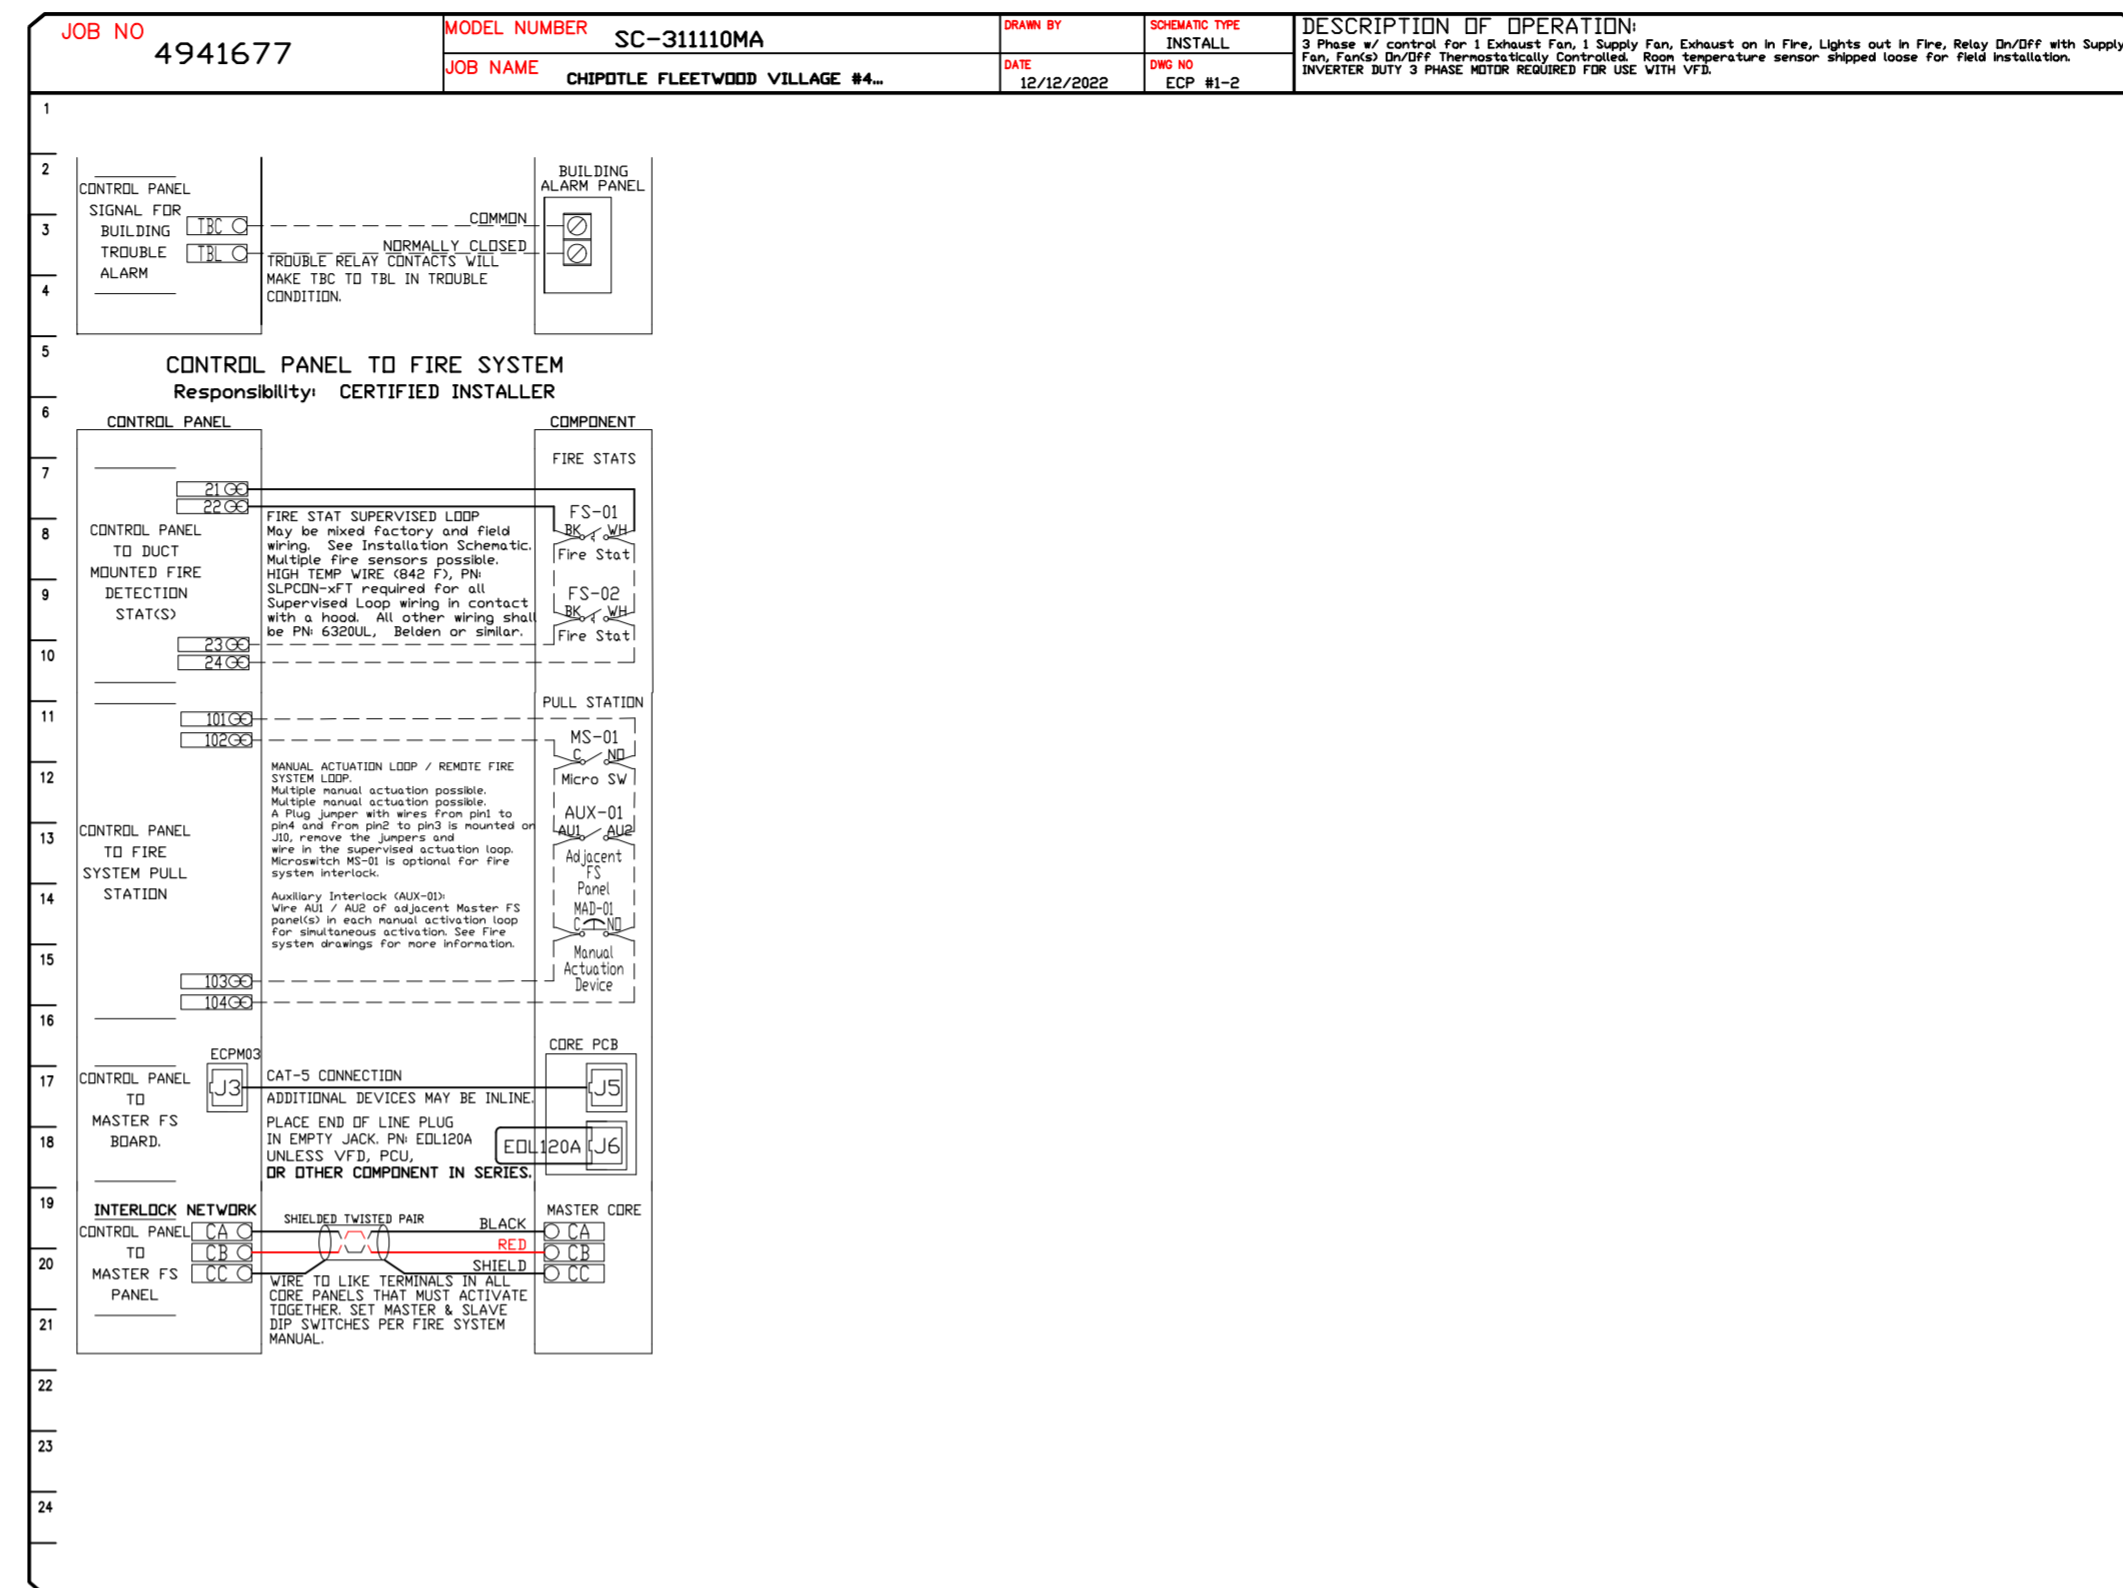 JOB NO
4941677
MODEL NUMBER
SC-311110MA
JOB NAME
CHIPOTLE FLEETWOOD VILLAGE #4...
DRAWN BY
DATE
12/12/2022
SCHEMATIC TYPE
INSTALL
DWG NO
ECP #1-2
DESCRIPTION OF OPERATION:
3 Phase w/ control for 1 Exhaust Fan, 1 Supply Fan, Exhaust on in Fire, Lights out in Fire, Relay On/Off with Supply
Fan, Fan(s) On/Off Thermostatically Controlled. Room temperature sensor shipped loose for field installation.
INVERTER DUTY 3 PHASE MOTOR REQUIRED FOR USE WITH VFD.
1
2
3
4
5
6
7
8
9
10
11
12
13
14
15
16
17
18
19
20
21
22
23
24
CONTROL PANEL
SIGNAL FOR
BUILDING
TROUBLE
ALARM
TBC
TBL
COMMON
NORMALLY CLOSED
TROUBLE RELAY CONTACTS WILL
MAKE TBC TO TBL IN TROUBLE
CONDITION.
BUILDING
ALARM PANEL
CONTROL PANEL TO FIRE SYSTEM
Responsibility: CERTIFIED INSTALLER
CONTROL PANEL
COMPONENT
FIRE STATS
21
22
CONTROL PANEL
TO DUCT
MOUNTED FIRE
DETECTION
STAT(S)
23
24
FIRE STAT SUPERVISED LOOP
May be mixed factory and field
wiring. See Installation Schematic.
Multiple fire sensors possible.
HIGH TEMP WIRE (842 F), PN:
SLPCON-xFT required for all
Supervised Loop wiring in contact
with a hood. All other wiring shall
be PN: 6320UL, Belden or similar.
FS-01
BK WH
Fire Stat
FS-02
BK WH
Fire Stat
PULL STATION
101
102
CONTROL PANEL
TO FIRE
SYSTEM PULL
STATION
103
104
MANUAL ACTUATION LOOP / REMOTE FIRE
SYSTEM LOOP.
Multiple manual actuation possible.
Multiple manual actuation possible.
A Plug jumper with wires from pin1 to
pin4 and from pin2 to pin3 is mounted on
J10, remove the jumpers and
wire in the supervised actuation loop.
Microswitch MS-01 is optional for fire
system interlock.
Auxiliary Interlock (AUX-01):
Wire AU1 / AU2 of adjacent Master FS
panel(s) in each manual activation loop
for simultaneous activation. See Fire
system drawings for more information.
MS-01
C NO
Micro SW
AUX-01
AU1 AU2
Adjacent
FS
Panel
MAD-01
C NO
Manual
Actuation
Device
ECPM03
J3
CONTROL PANEL
TO
MASTER FS
BOARD.
CAT-5 CONNECTION
ADDITIONAL DEVICES MAY BE INLINE.
PLACE END OF LINE PLUG
IN EMPTY JACK. PN: EOL120A
UNLESS VFD, PCU,
OR OTHER COMPONENT IN SERIES.
CORE PCB
J5
EOL120A
J6
INTERLOCK NETWORK
CONTROL PANEL
TO
MASTER FS
PANEL
CA
CB
CC
SHIELDED TWISTED PAIR
BLACK
RED
SHIELD
WIRE TO LIKE TERMINALS IN ALL
CORE PANELS THAT MUST ACTIVATE
TOGETHER. SET MASTER & SLAVE
DIP SWITCHES PER FIRE SYSTEM
MANUAL.
MASTER CORE
CA
CB
CC